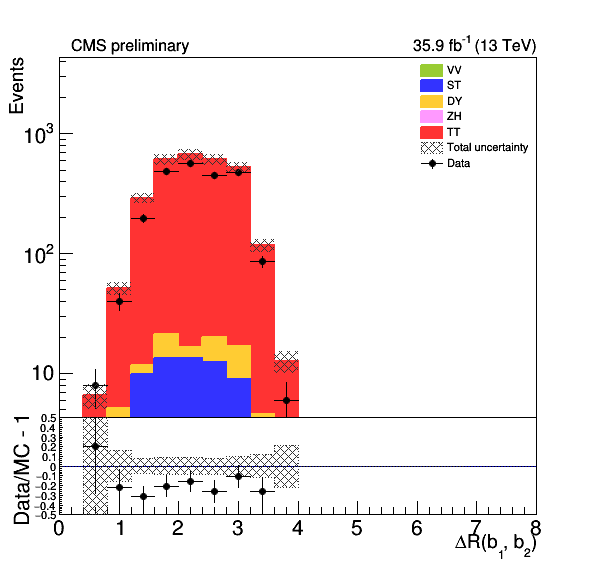 CMS preliminary 35.9 fb⁻¹ (13 TeV)
Events
VV
ST
DY
ZH
TT
Total uncertainty
Data
10³
10²
10
Data/MC - 1
0.5
0.4
0.3
0.2
0.1
0
−0.1
−0.2
−0.3
−0.4
−0.5
0 1 2 3 4 5 6 7 8
ΔR(b₁, b₂)